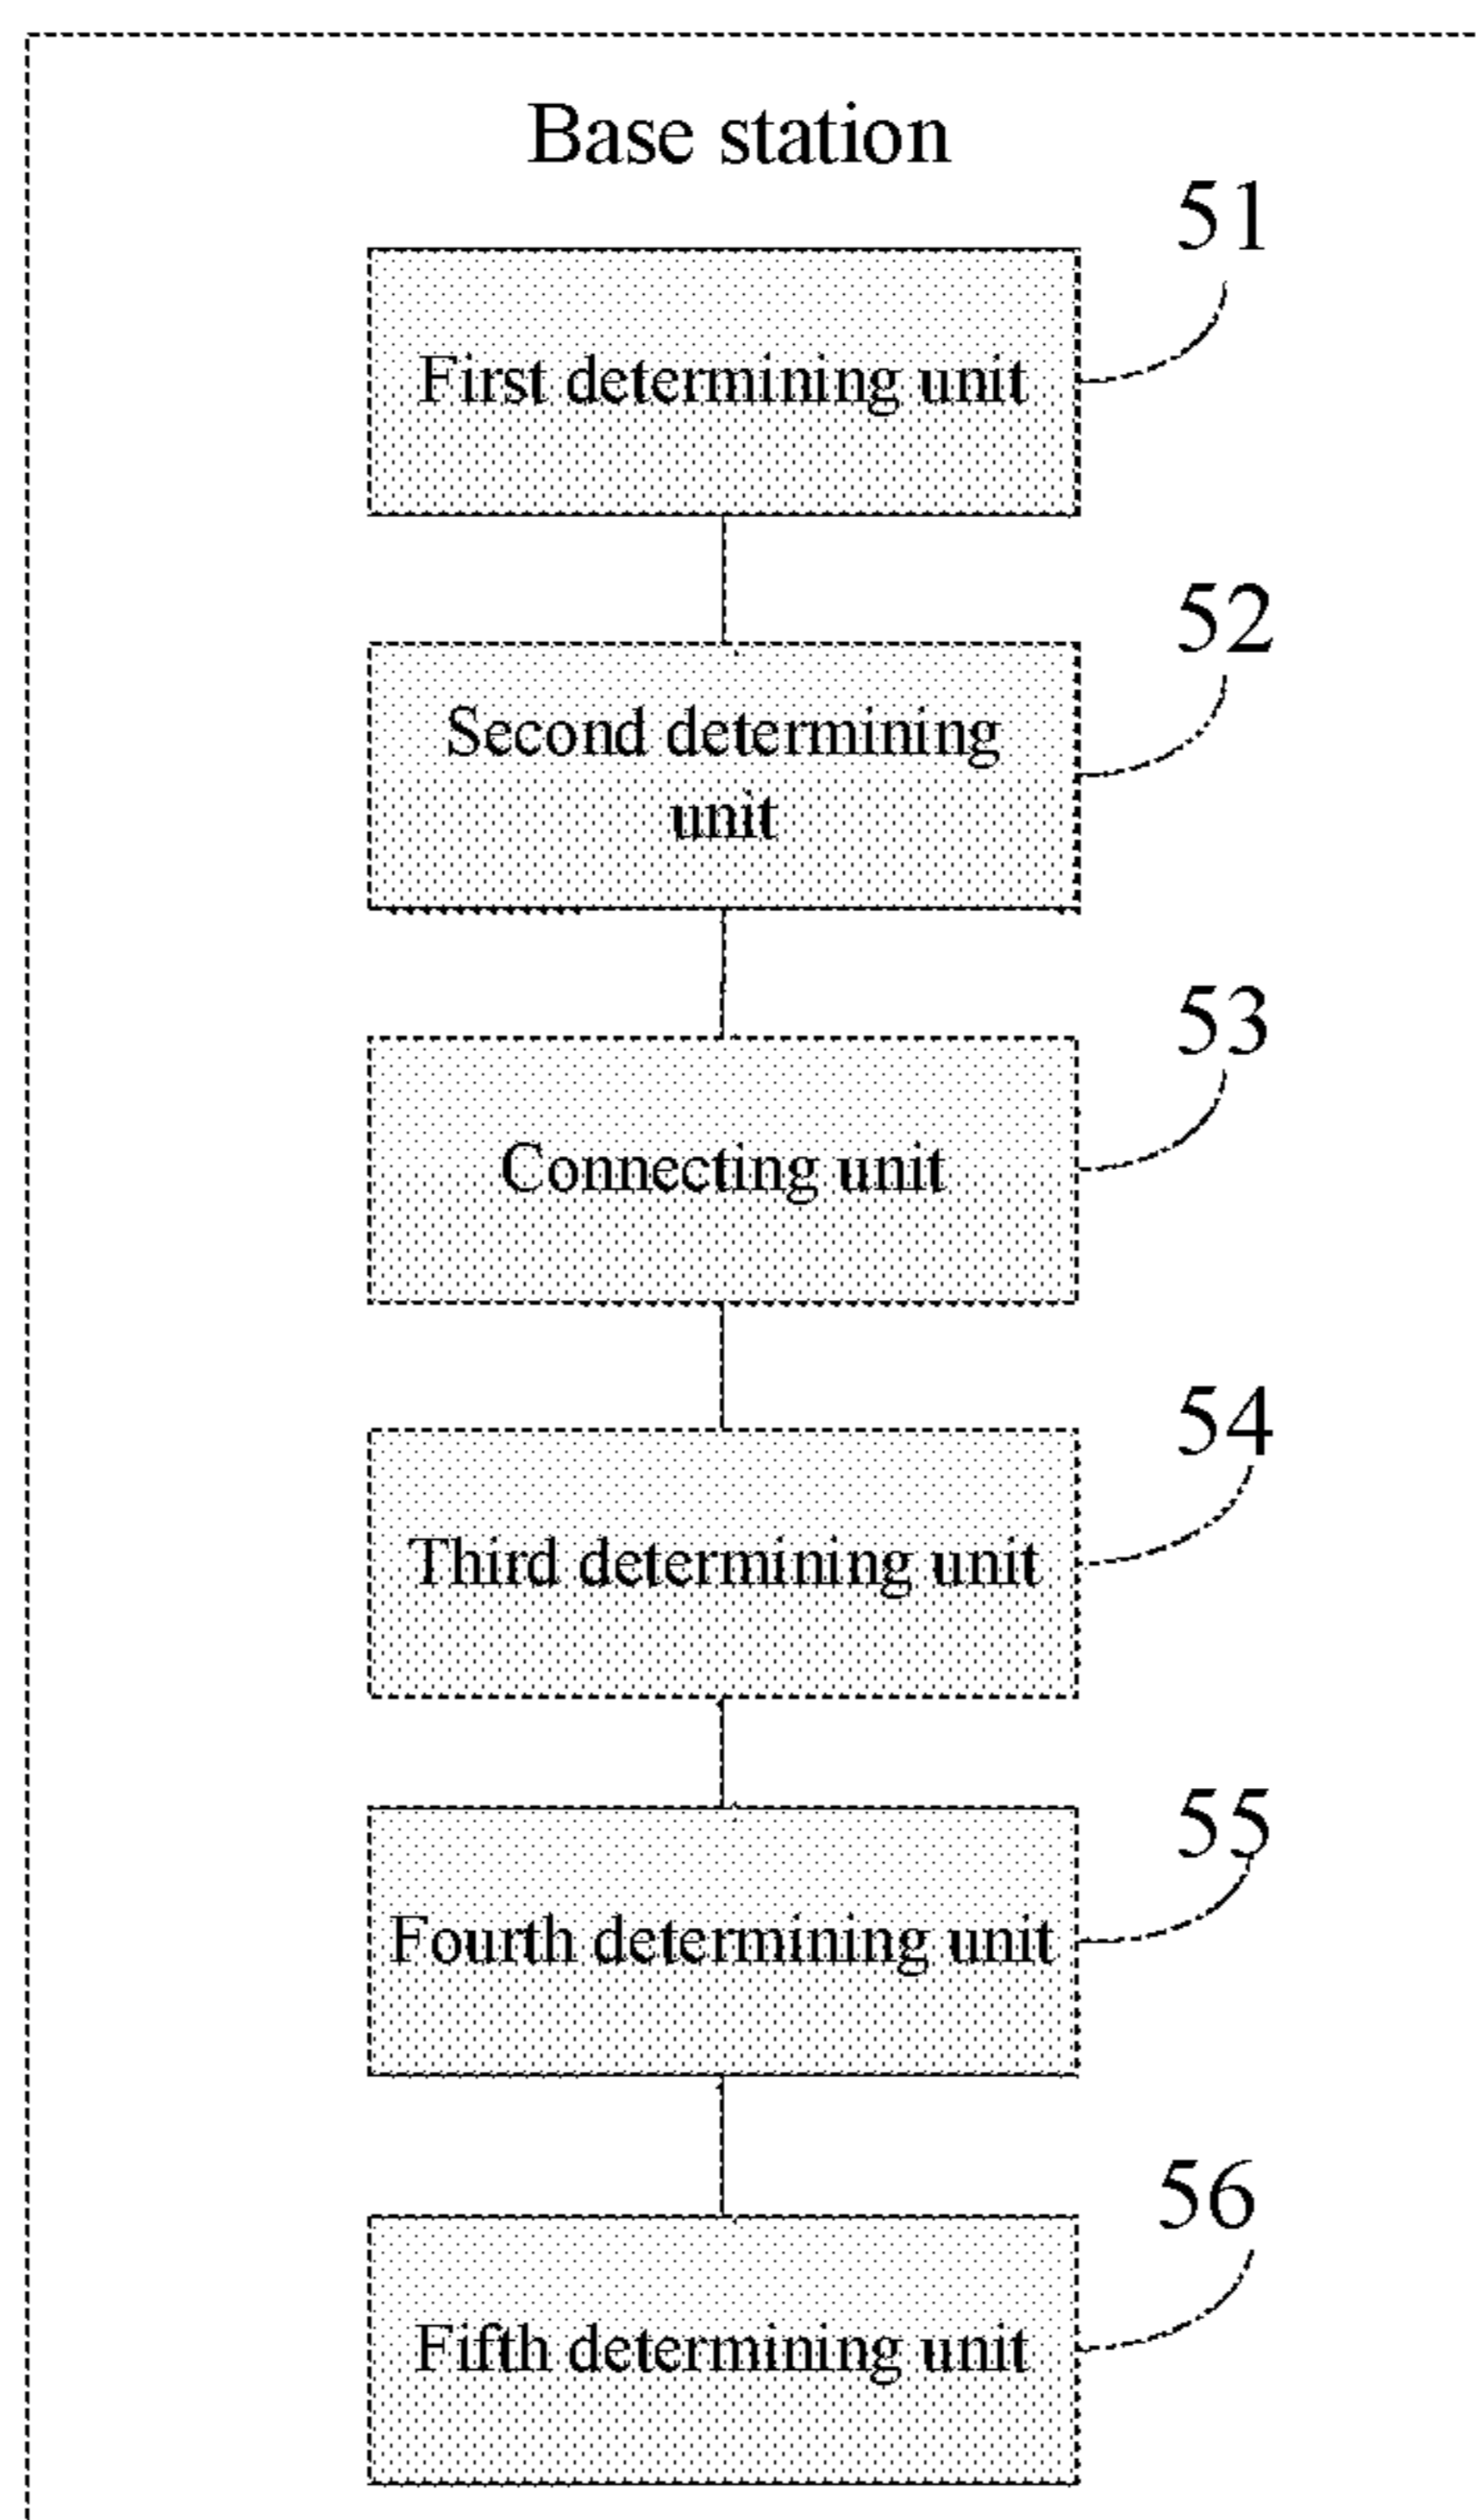 Base station
51
First determining unit
52
Second determining
unit
53
Connecting unit
54
Third determining unit
55
Fourth determining unit
56
Fifth determining unit